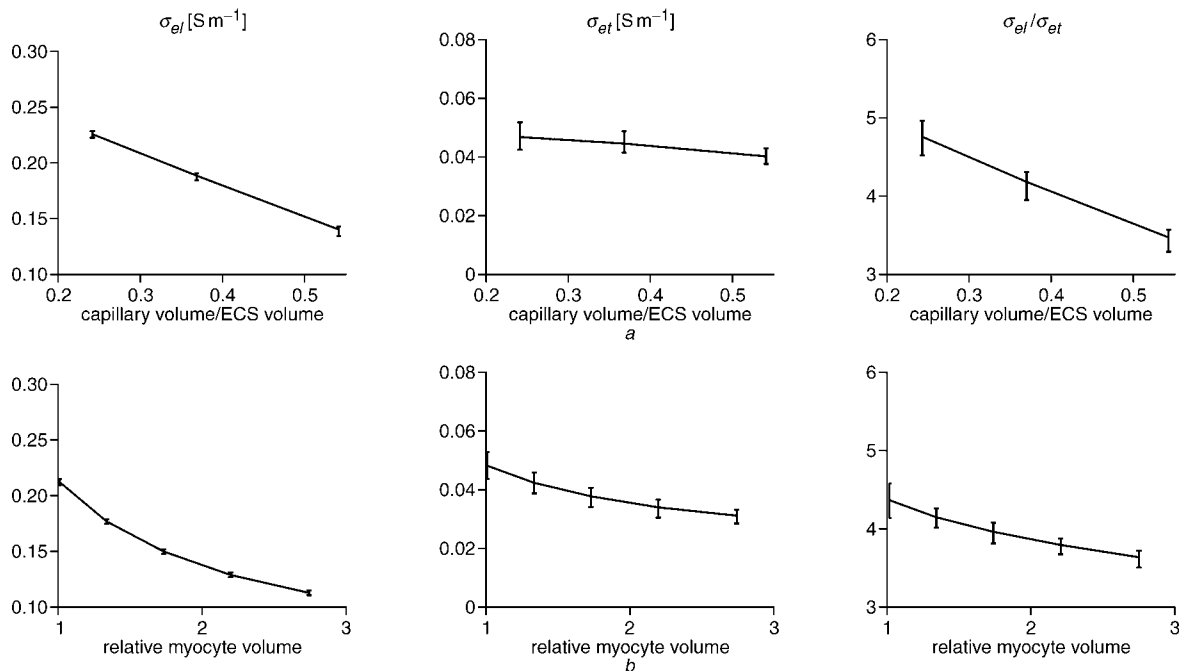 σel [S m⁻¹]
0.30
0.25
0.20
0.15
0.10
0.2 0.3 0.4 0.5
capillary volume/ECS volume
σet [S m⁻¹]
0.08
0.06
0.04
0.02
0
0.2 0.3 0.4 0.5
capillary volume/ECS volume
σel/σet
6
5
4
3
0.2 0.3 0.4 0.5
capillary volume/ECS volume
a
0.30
0.25
0.20
0.15
0.10
1 2 3
relative myocyte volume
0.08
0.06
0.04
0.02
0
1 2 3
relative myocyte volume
6
5
4
3
1 2 3
relative myocyte volume
b